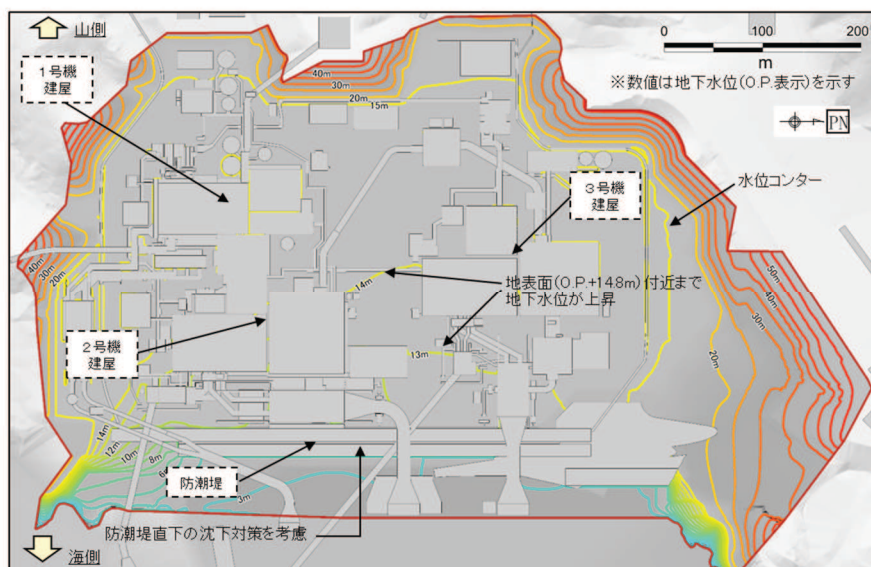 山側
0 100 200
m
※数値は地下水位(O.P.表示)を示す
PN
1号機
建屋
40m
30m
20m
15m
3号機
建屋
水位コンター
40m
30m
20m
14m
地表面(O.P.+14.8m)付近まで
地下水位が上昇
50m
40m
30m
20m
2号機
建屋
13m
14m
12m
10m
8m
3m
防潮堤
防潮堤直下の沈下対策を考慮
海側